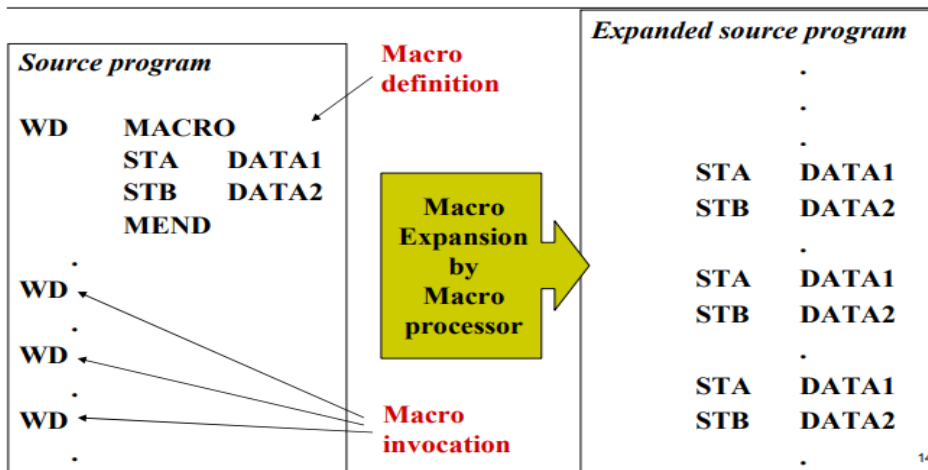 Source program
WD MACRO
STA DATA1
STB DATA2
MEND
.
WD
.
WD
.
WD
.
Macro
definition
Macro
Expansion
by
Macro
processor
Macro
invocation
Expanded source program
.
.
.
STA DATA1
STB DATA2
.
STA DATA1
STB DATA2
.
STA DATA1
STB DATA2
.
14